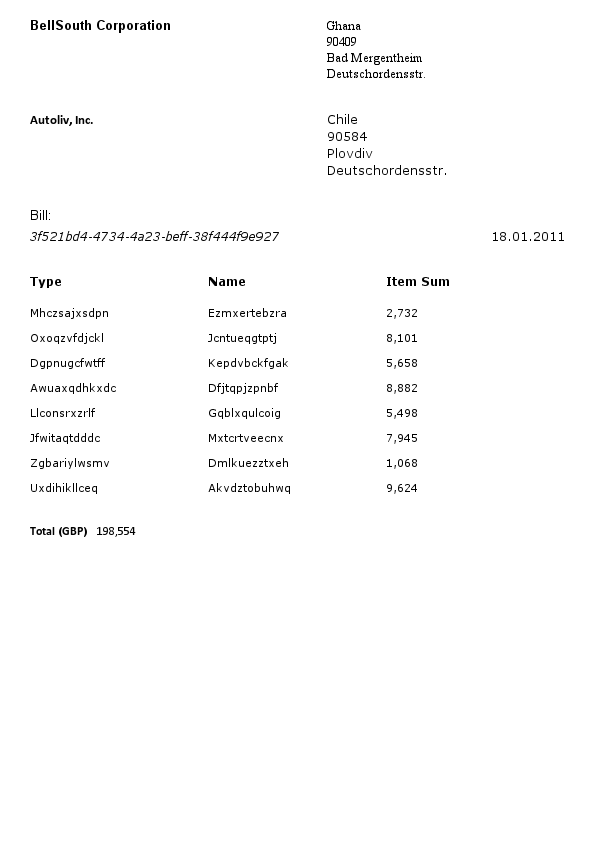 BellSouth Corporation
Ghana
90409
Bad Mergentheim
Deutschordensstr.
Autoliv, Inc.
Chile
90584
Plovdiv
Deutschordensstr.
Bill:
3f521bd4-4734-4a23-beff-38f444f9e927 18.01.2011
Type Name Item Sum
Mhczsajxsdpn Ezmxertebzra 2,732
Oxoqzvfdjckl Jcntueqgtptj 8,101
Dgpnugcfwtff Kepdvbckfgak 5,658
Awuaxqdhkxdc Dfjtqpjzpnbf 8,882
Llconsrxzrlf Gqblxqulcoig 5,498
Jfwitaqtdddc Mxtcrtveecnx 7,945
Zgbariylwsmv Dmlkuezztxeh 1,068
Uxdihikllceq Akvdztobuhwq 9,624
Total (GBP) 198,554